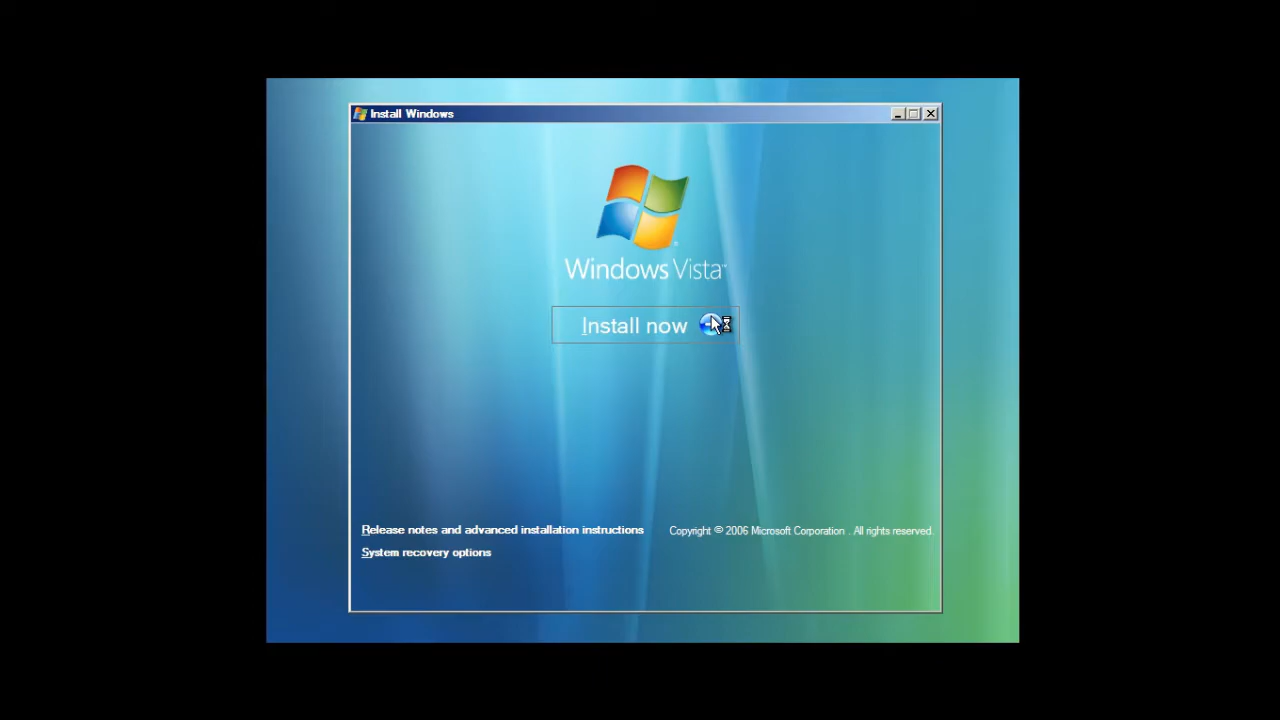 Install Windows
Windows Vista™
Install now
Release notes and advanced installation instructions
Copyright © 2006 Microsoft Corporation . All rights reserved.
System recovery options